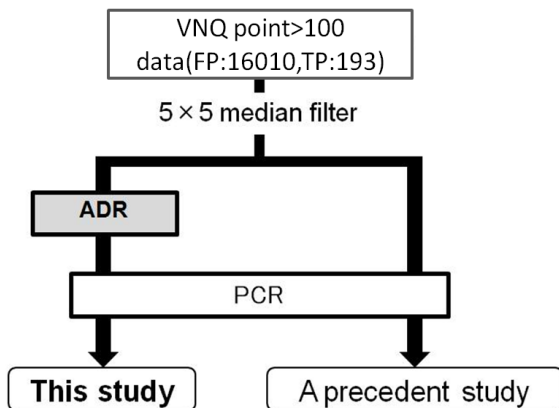 VNQ point>100
data(FP:16010,TP:193)
5×5 median filter
ADR
PCR
This study
A precedent study